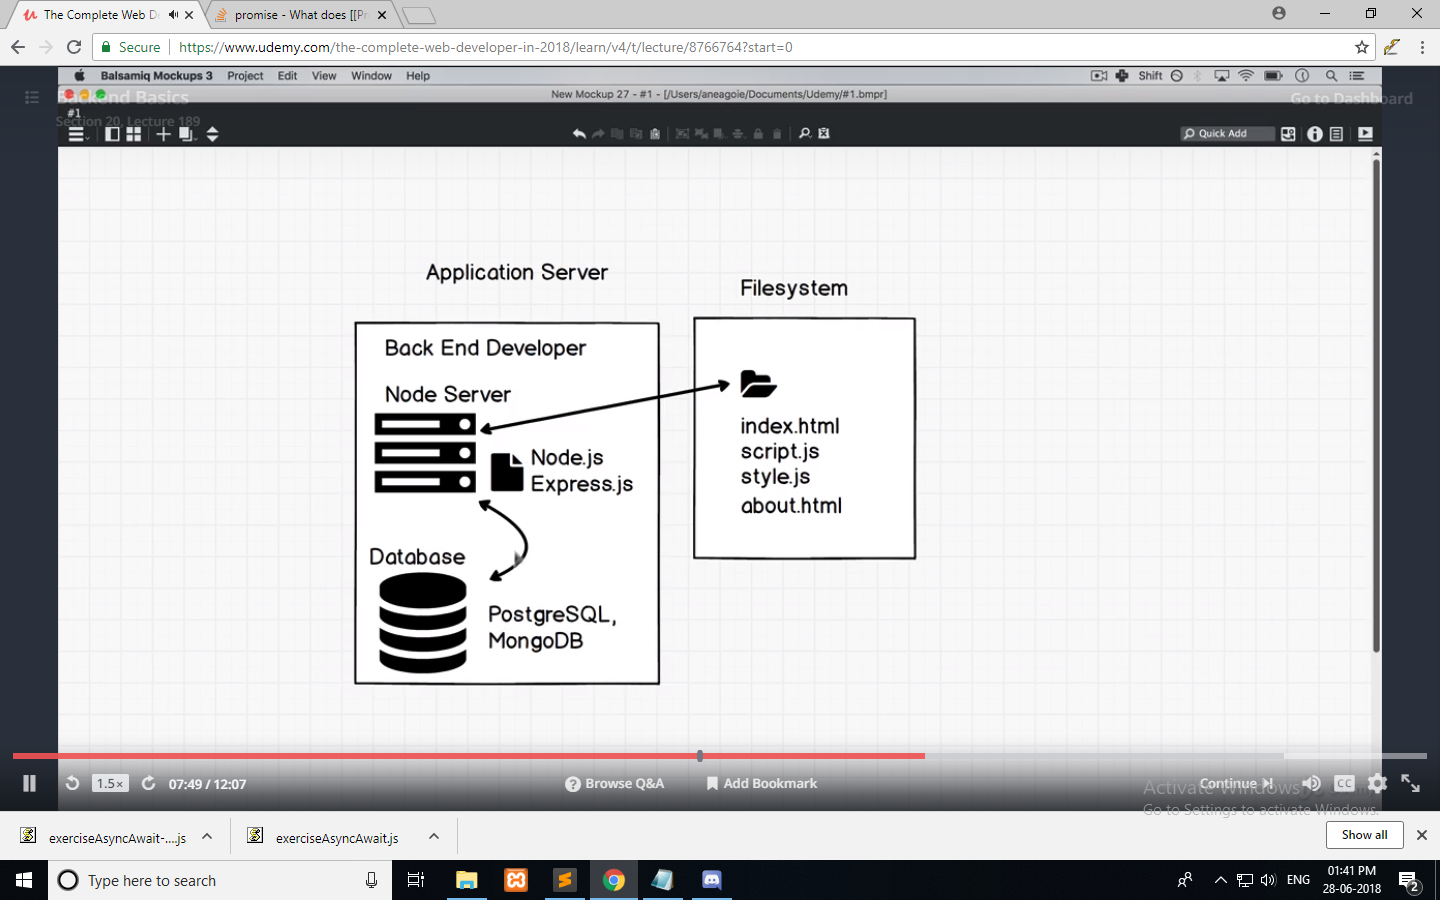 The Complete Web D
promise - What does [[Pr
Secure
https://www.udemy.com/the-complete-web-developer-in-2018/learn/v4/t/lecture/8766764?start=0
Balsamiq Mockups 3 Project Edit View Window Help
Shift
New Mockup 27 - #1 - [/Users/aneagoie/Documents/Udemy/#1.bmpr]
Backend Basics
Go to Dashboard
#1
Section 20, Lecture 189
Quick Add
Application Server
Filesystem
Back End Developer
Node Server
Node.js
Express.js
index.html
script.js
style.js
about.html
Database
PostgreSQL,
MongoDB
1.5×
07:49 / 12:07
Browse Q&A
Add Bookmark
Continue
CC
Activate Windows
Go to Settings to activate Windows.
exerciseAsyncAwait-....js
exerciseAsyncAwait.js
Show all
Type here to search
ENG
01:41 PM
28-06-2018
2